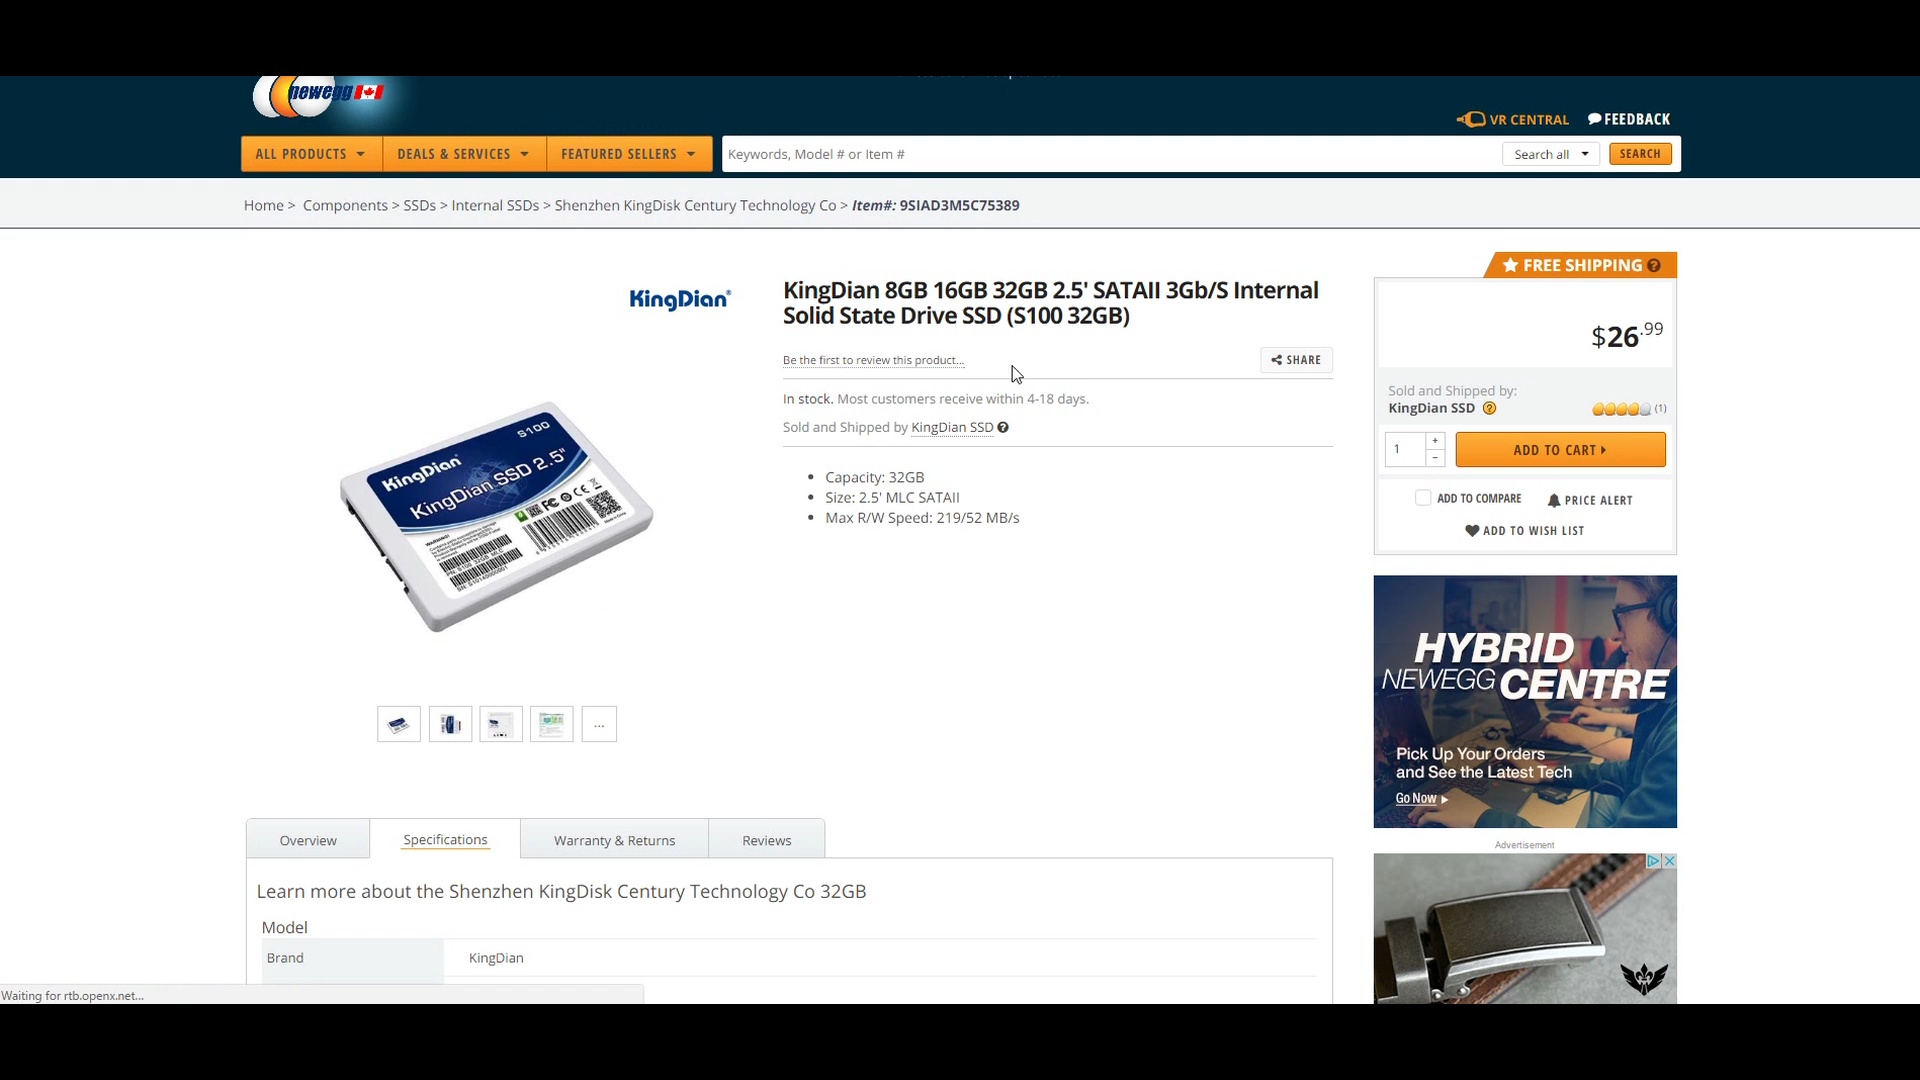 newegg
VR CENTRAL
FEEDBACK
ALL PRODUCTS
DEALS & SERVICES
FEATURED SELLERS
Keywords, Model # or Item #
Search all
SEARCH
Home > Components > SSDs > Internal SSDs > Shenzhen KingDisk Century Technology Co > Item#: 9SIAD3M5C75389
FREE SHIPPING
KingDian®
KingDian 8GB 16GB 32GB 2.5' SATAII 3Gb/S Internal
Solid State Drive SSD (S100 32GB)
$26.99
Be the first to review this product...
SHARE
In stock. Most customers receive within 4-18 days.
Sold and Shipped by KingDian SSD
Sold and Shipped by:
KingDian SSD
(1)
1
+
-
ADD TO CART
ADD TO COMPARE
PRICE ALERT
ADD TO WISH LIST
Capacity: 32GB
Size: 2.5' MLC SATAII
Max R/W Speed: 219/52 MB/s
S100
KingDian
KingDian SSD 2.5"
WARNING!
...
HYBRID
NEWEGG CENTRE
Pick Up Your Orders
and See the Latest Tech
Go Now
Advertisement
Overview
Specifications
Warranty & Returns
Reviews
Learn more about the Shenzhen KingDisk Century Technology Co 32GB
Model
Brand
KingDian
Waiting for rtb.openx.net...